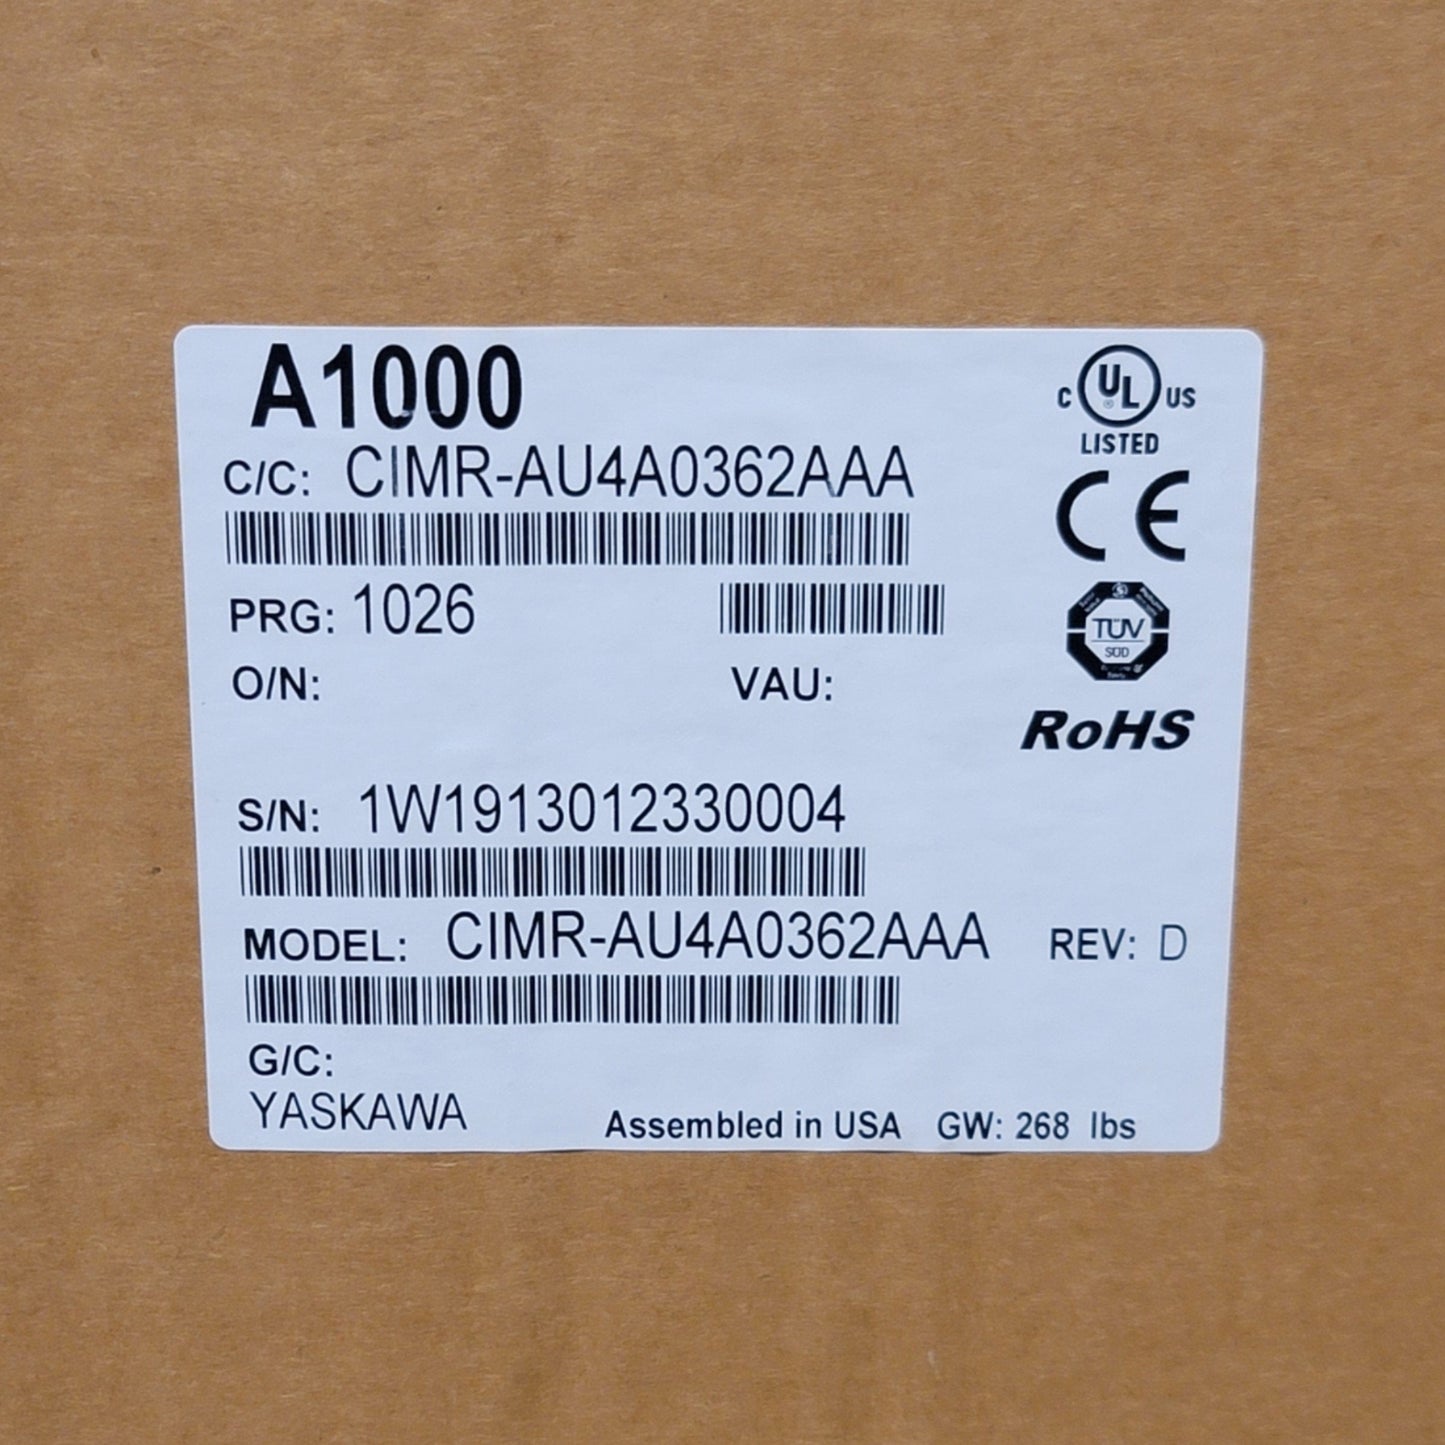 A1000
C UL US
LISTED
C/C: CIMR-AU4A0362AAA
CE
PRG: 1026
TÜV
SÜD
O/N: VAU:
RoHS
S/N: 1W1913012330004
MODEL: CIMR-AU4A0362AAA REV: D
G/C:
YASKAWA
Assembled in USA GW: 268 lbs